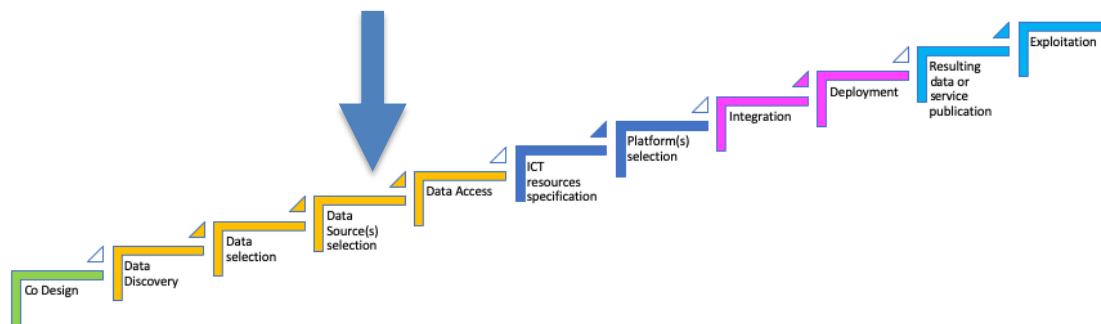 Co Design
Data
Discovery
Data
selection
Data
Source(s)
selection
Data Access
ICT
resources
specification
Platform(s)
selection
Integration
Deployment
Resulting
data or
service
publication
Exploitation